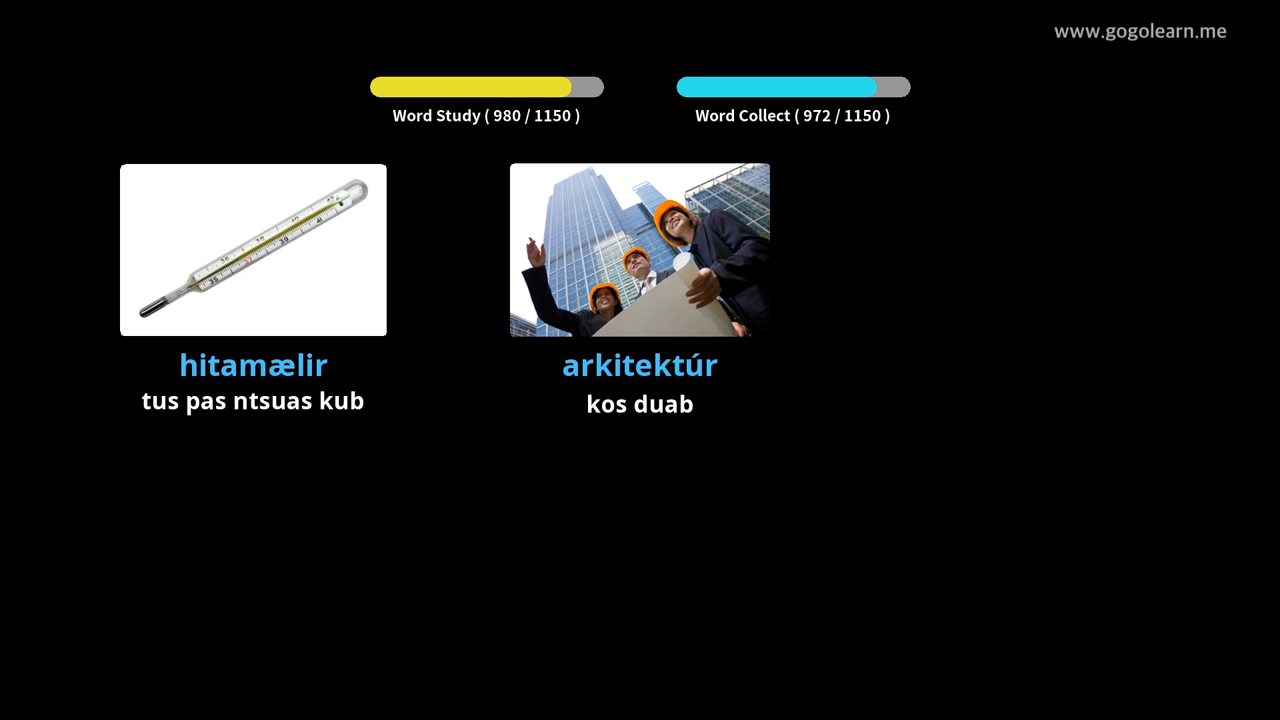 www.gogolearn.me
Word Study ( 980 / 1150 )
Word Collect ( 972 / 1150 )
hitamælir
tus pas ntsuas kub
arkitektúr
kos duab